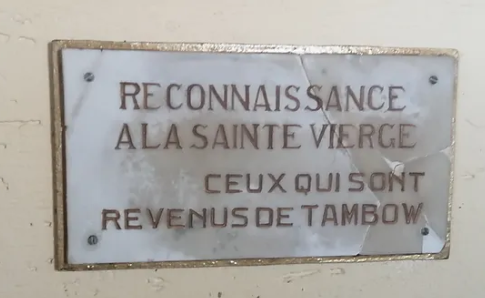 RECONNAISSANCE
A LA SAINTE VIERGE
CEUX QUI SONT
REVENUS DE TAMBOW